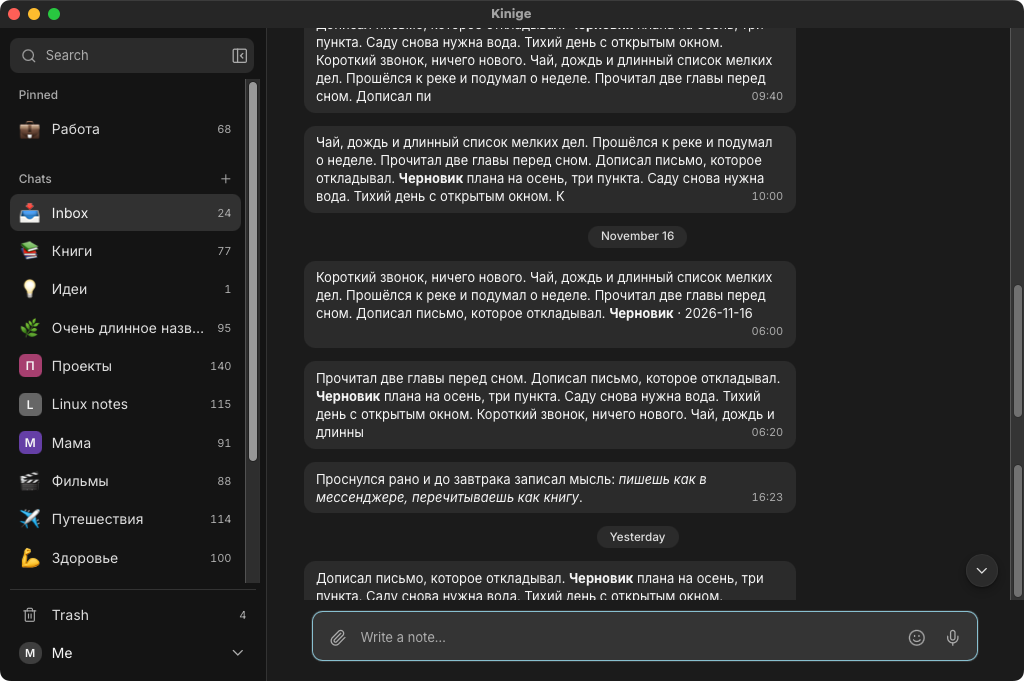 Kinige
Search
Pinned
Работа 68
Chats
Inbox 24
Книги 77
Идеи 1
Очень длинное назв... 95
П Проекты 140
L Linux notes 115
М Мама 91
Фильмы 88
Путешествия 114
Здоровье 100
Trash 4
M Me
пункта. Саду снова нужна вода. Тихий день с открытым окном.
Короткий звонок, ничего нового. Чай, дождь и длинный список мелких
дел. Прошёлся к реке и подумал о неделе. Прочитал две главы перед
сном. Дописал пи 09:40
Чай, дождь и длинный список мелких дел. Прошёлся к реке и подумал
о неделе. Прочитал две главы перед сном. Дописал письмо, которое
откладывал. Черновик плана на осень, три пункта. Саду снова нужна
вода. Тихий день с открытым окном. К 10:00
November 16
Короткий звонок, ничего нового. Чай, дождь и длинный список мелких
дел. Прошёлся к реке и подумал о неделе. Прочитал две главы перед
сном. Дописал письмо, которое откладывал. Черновик · 2026-11-16
06:00
Прочитал две главы перед сном. Дописал письмо, которое откладывал.
Черновик плана на осень, три пункта. Саду снова нужна вода. Тихий
день с открытым окном. Короткий звонок, ничего нового. Чай, дождь и
длинны 06:20
Проснулся рано и до завтрака записал мысль: пишешь как в
мессенджере, перечитываешь как книгу. 16:23
Yesterday
Дописал письмо, которое откладывал. Черновик плана на осень, три
пункта. Саду снова нужна вода. Тихий день с открытым окном.
Write a note...